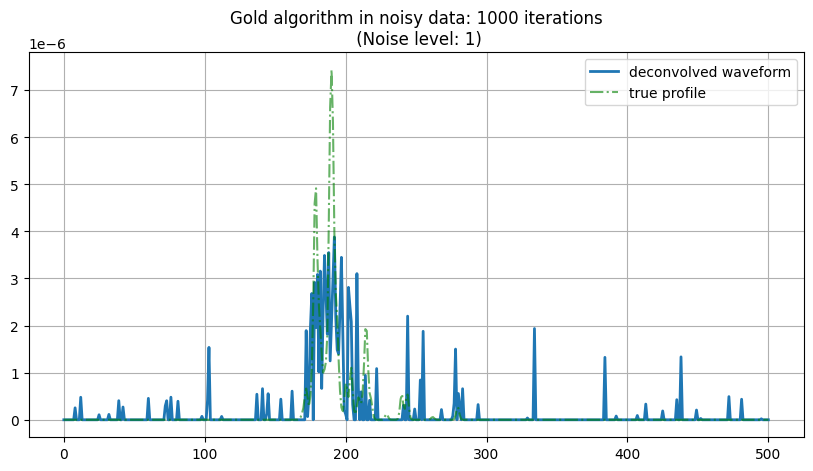 Gold algorithm in noisy data: 1000 iterations
(Noise level: 1)
1e−6
deconvolved waveform
true profile
7
6
5
4
3
2
1
0
0 100 200 300 400 500